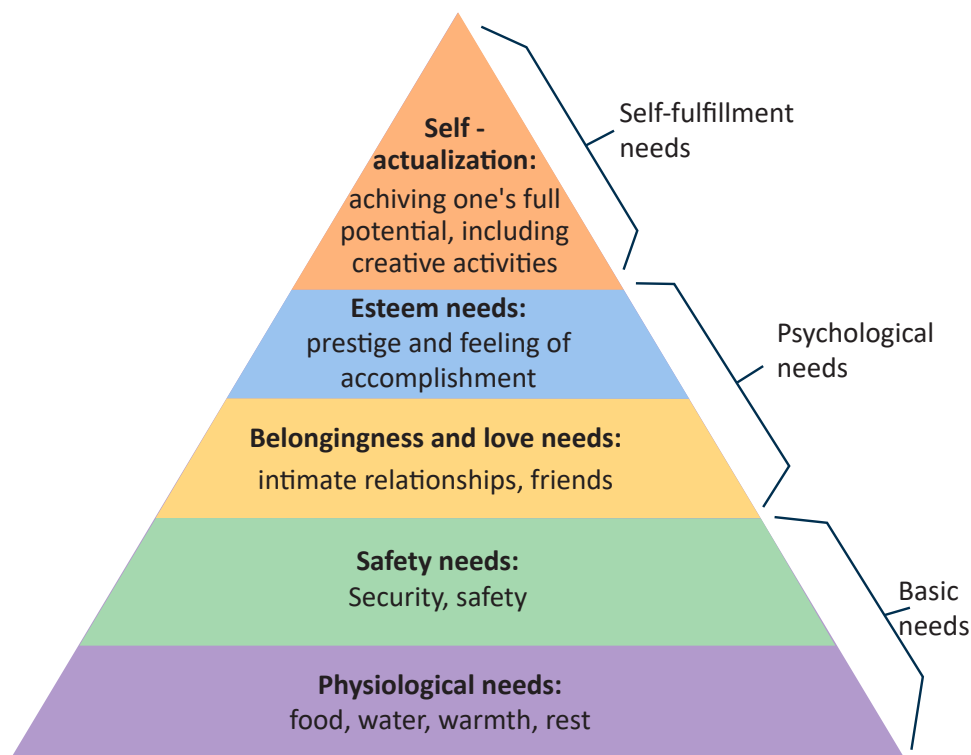 Self -
actualization:
achiving one's full
potential, including
creative activities
Self-fulfillment
needs
Esteem needs:
prestige and feeling of
accomplishment
Psychological
needs
Belongingness and love needs:
intimate relationships, friends
Safety needs:
Security, safety
Basic
needs
Physiological needs:
food, water, warmth, rest